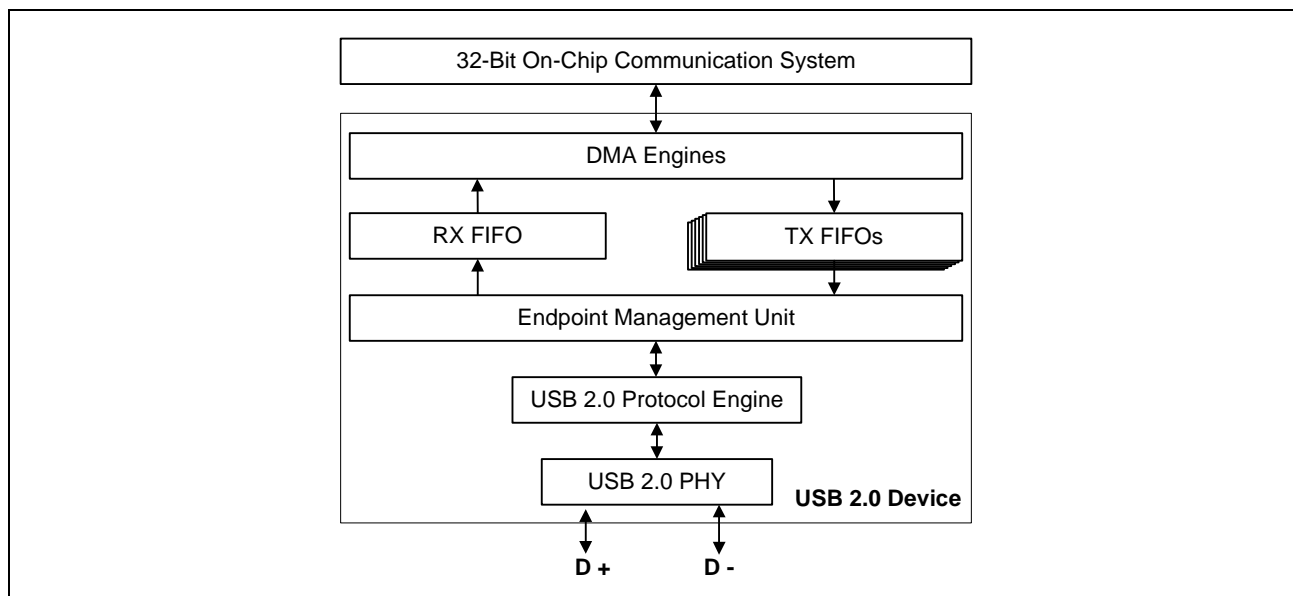 32-Bit On-Chip Communication System
DMA Engines
RX FIFO
TX FIFOs
Endpoint Management Unit
USB 2.0 Protocol Engine
USB 2.0 PHY
USB 2.0 Device
D +
D -